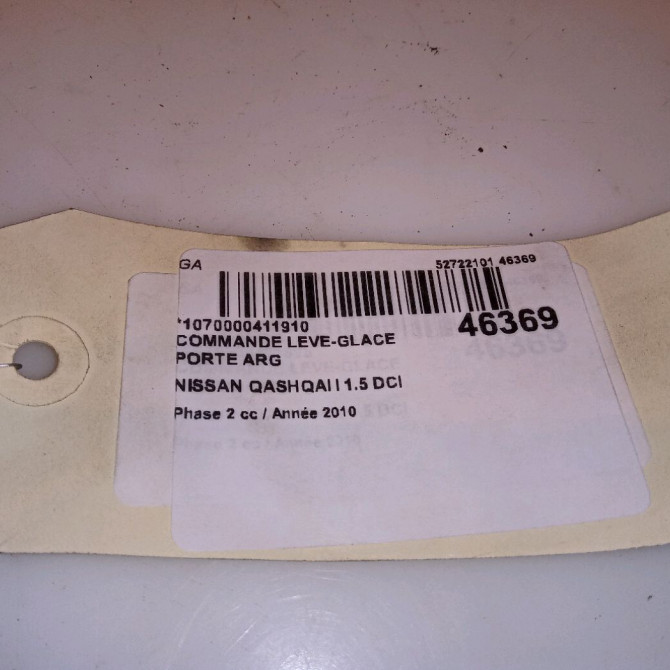 GA 52722101 46369
*1070000411910 46369
COMMANDE LEVE-GLACE
PORTE ARG
NISSAN QASHQAI I 1.5 DCI
Phase 2 cc / Année 2010